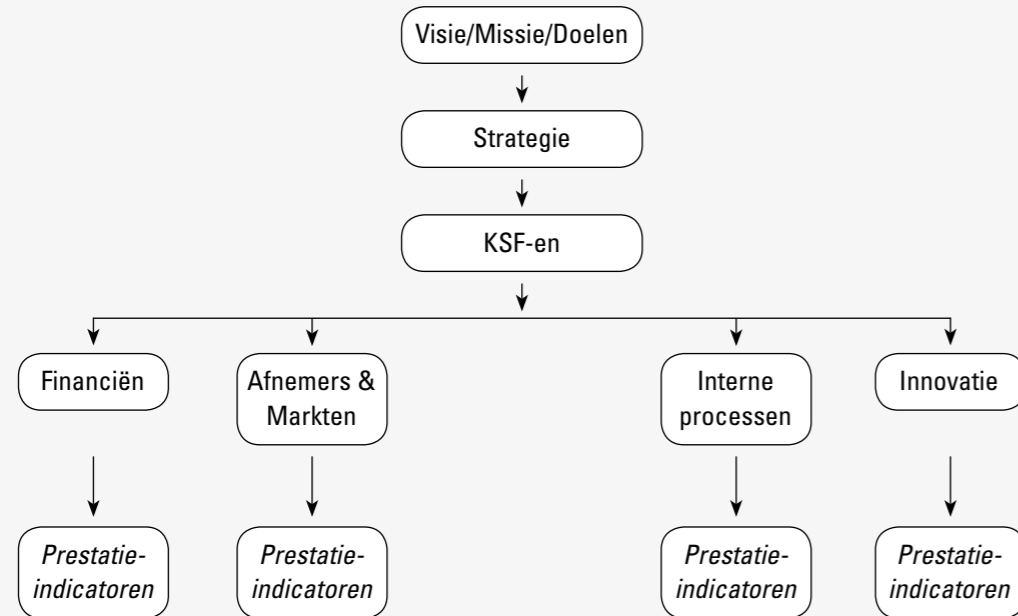 Visie/Missie/Doelen
Strategie
KSF-en
Financiën
Afnemers &
Markten
Interne
processen
Innovatie
Prestatie-
indicatoren
Prestatie-
indicatoren
Prestatie-
indicatoren
Prestatie-
indicatoren